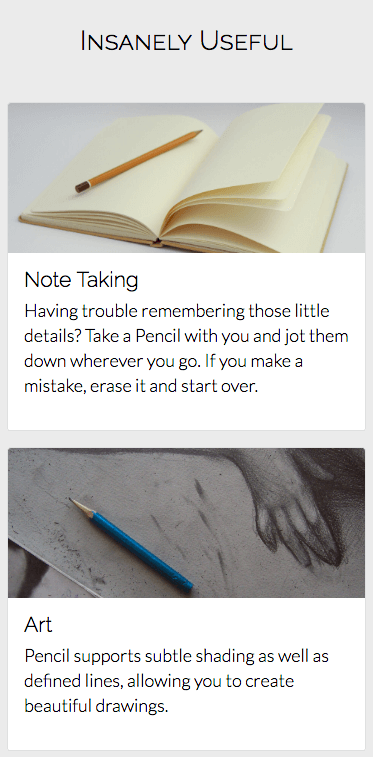 Insanely Useful
Note Taking
Having trouble remembering those little
details? Take a Pencil with you and jot them
down wherever you go. If you make a
mistake, erase it and start over.
Art
Pencil supports subtle shading as well as
defined lines, allowing you to create
beautiful drawings.